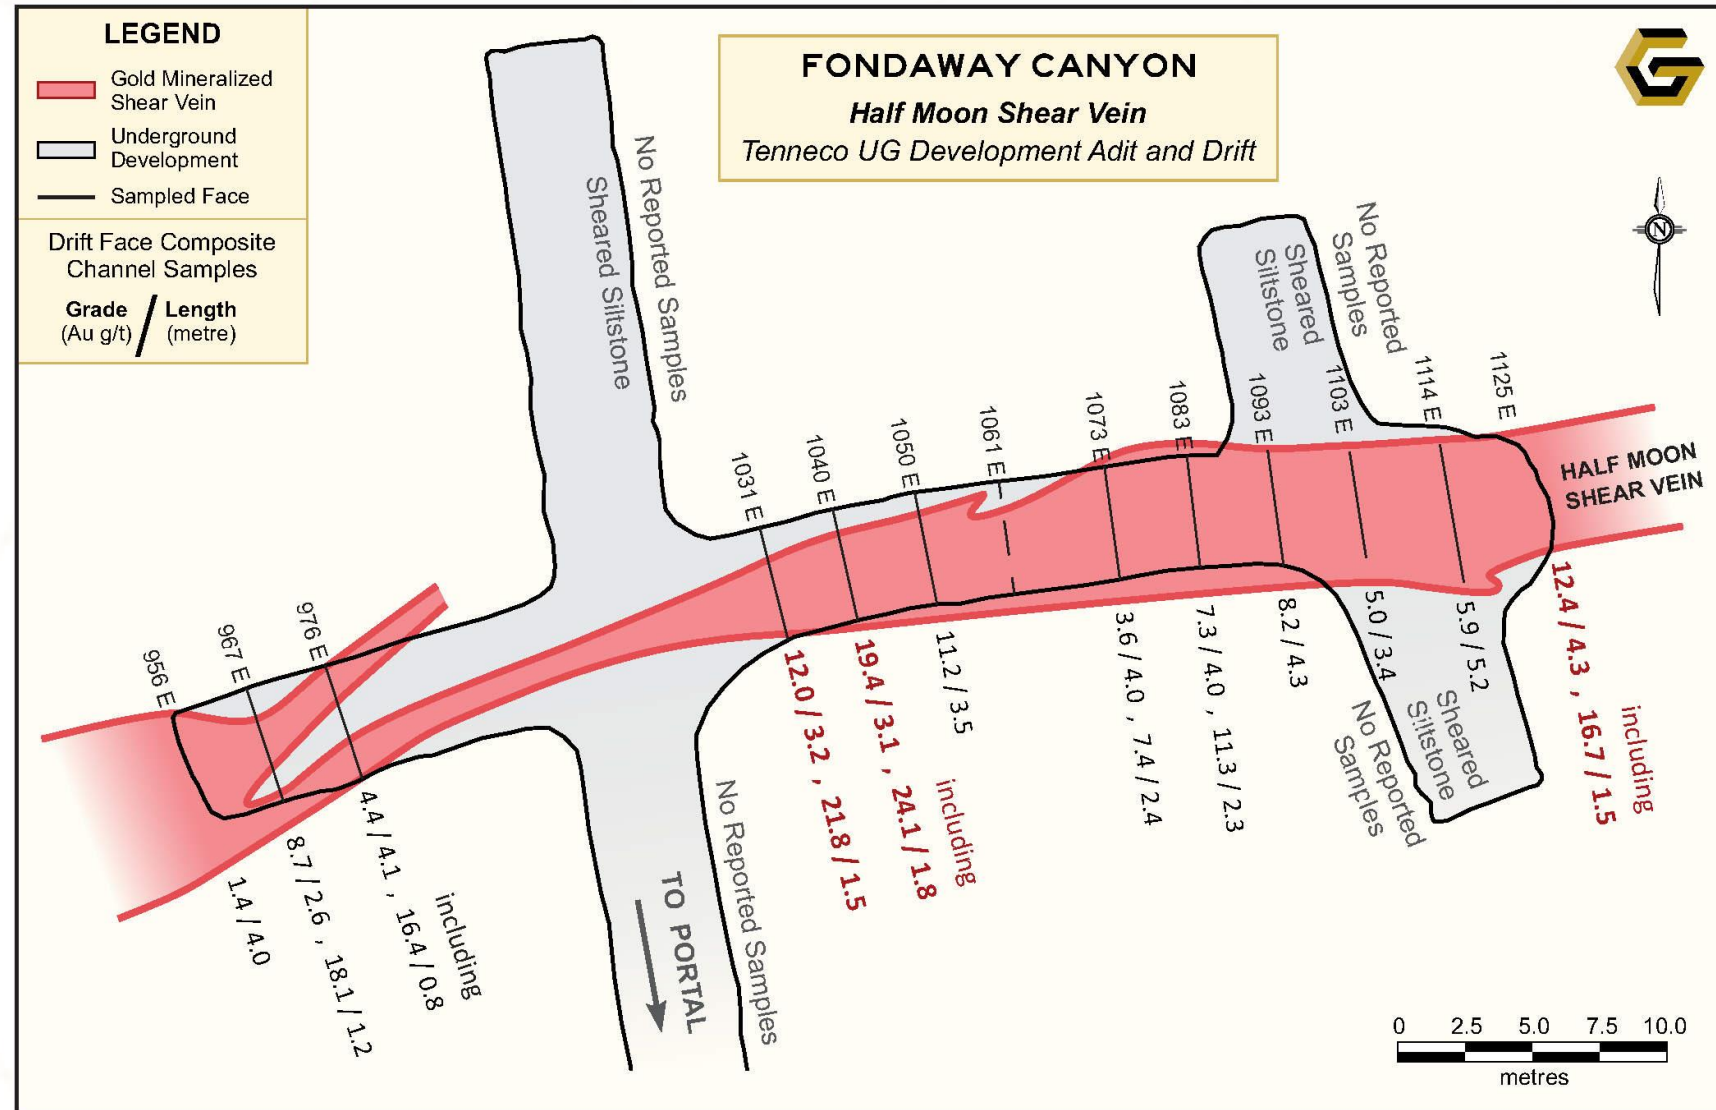 LEGEND
Gold Mineralized
Shear Vein
Underground
Development
Sampled Face
Drift Face Composite
Channel Samples
Grade / Length
(Au g/t) (metre)
FONDAWAY CANYON
Half Moon Shear Vein
Tenneco UG Development Adit and Drift
N
No Reported Samples
Sheared Siltstone
No Reported
Samples
Sheared
Siltstone
956 E
967 E
976 E
1031 E
1040 E
1050 E
1061 E
1073 E
1083 E
1093 E
1103 E
1114 E
1125 E
HALF MOON
SHEAR VEIN
1.4 / 4.0
8.7 / 2.6 , 18.1 / 1.2
4.4 / 4.1 , 16.4 / 0.8
including
12.0 / 3.2 , 21.8 / 1.5
19.4 / 3.1 , 24.1 / 1.8
including
11.2 / 3.5
3.6 / 4.0 , 7.4 / 2.4
7.3 / 4.0 , 11.3 / 2.3
8.2 / 4.3
5.0 / 3.4
5.9 / 5.2
12.4 / 4.3 , 16.7 / 1.5
including
Sheared
Siltstone
No Reported
Samples
TO PORTAL
No Reported Samples
0 2.5 5.0 7.5 10.0
metres